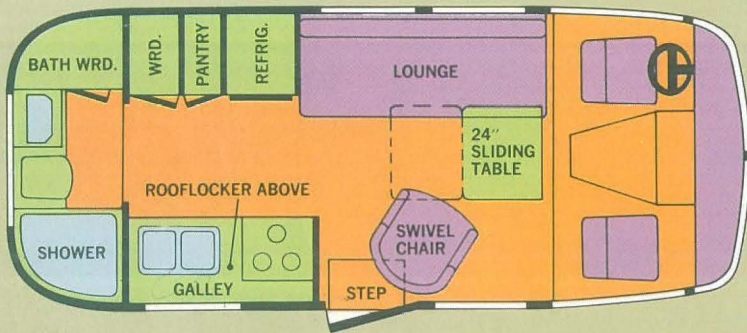 BATH WRD.
WRD.
PANTRY
REFRIG.
LOUNGE
24"
SLIDING
TABLE
ROOFLOCKER ABOVE
SHOWER
GALLEY
SWIVEL
CHAIR
STEP